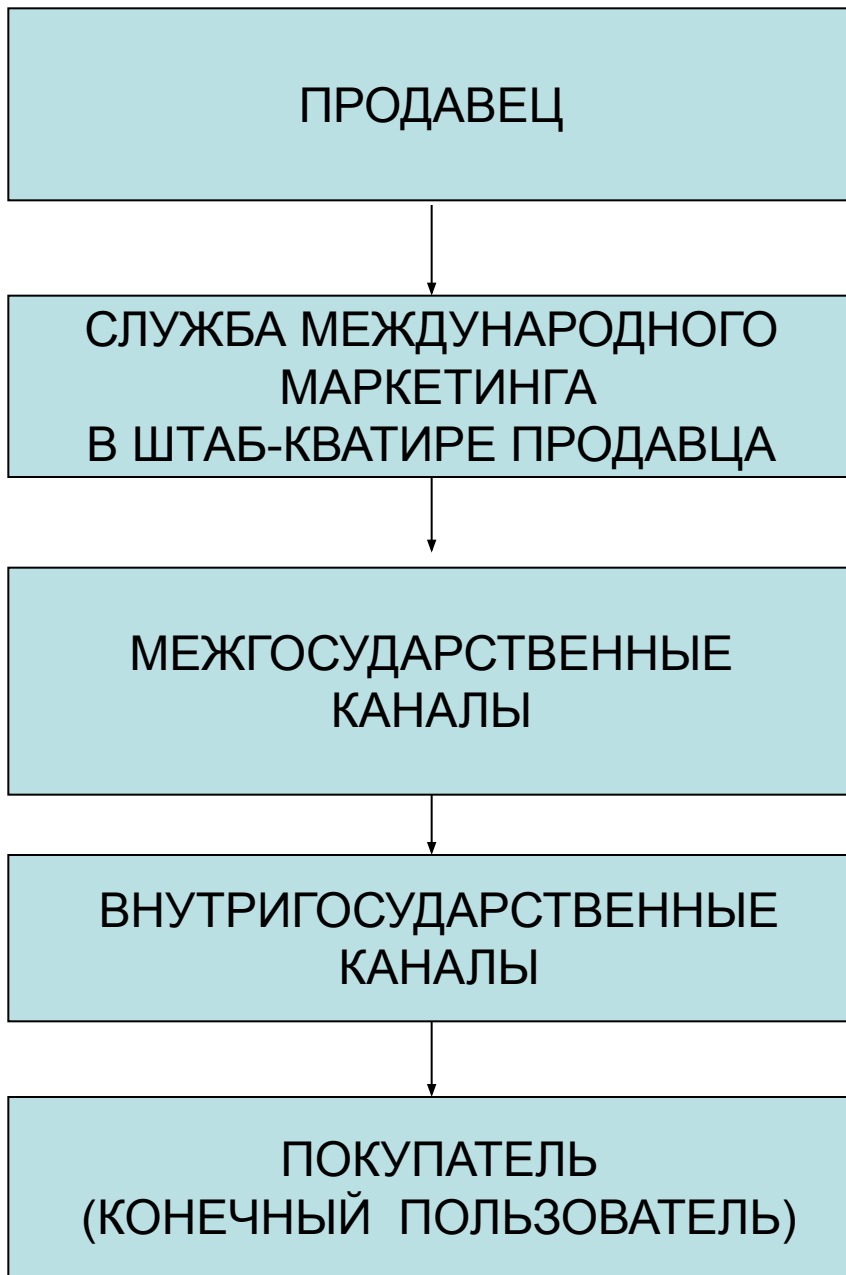 ПРОДАВЕЦ
СЛУЖБА МЕЖДУНАРОДНОГО
МАРКЕТИНГА
В ШТАБ-КВАТИРЕ ПРОДАВЦА
МЕЖГОСУДАРСТВЕННЫЕ
КАНАЛЫ
ВНУТРИГОСУДАРСТВЕННЫЕ
КАНАЛЫ
ПОКУПАТЕЛЬ
(КОНЕЧНЫЙ ПОЛЬЗОВАТЕЛЬ)